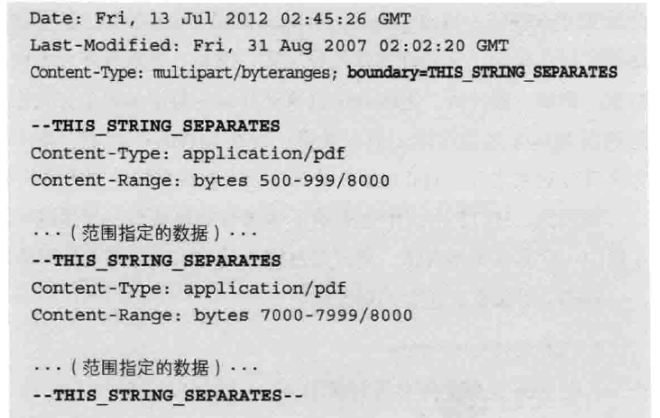 Date: Fri, 13 Jul 2012 02:45:26 GMT
Last-Modified: Fri, 31 Aug 2007 02:02:20 GMT
Content-Type: multipart/byteranges; boundary=THIS_STRING_SEPARATES
--THIS_STRING_SEPARATES
Content-Type: application/pdf
Content-Range: bytes 500-999/8000
···（范围指定的数据）···
--THIS_STRING_SEPARATES
Content-Type: application/pdf
Content-Range: bytes 7000-7999/8000
···（范围指定的数据）···
--THIS_STRING_SEPARATES--